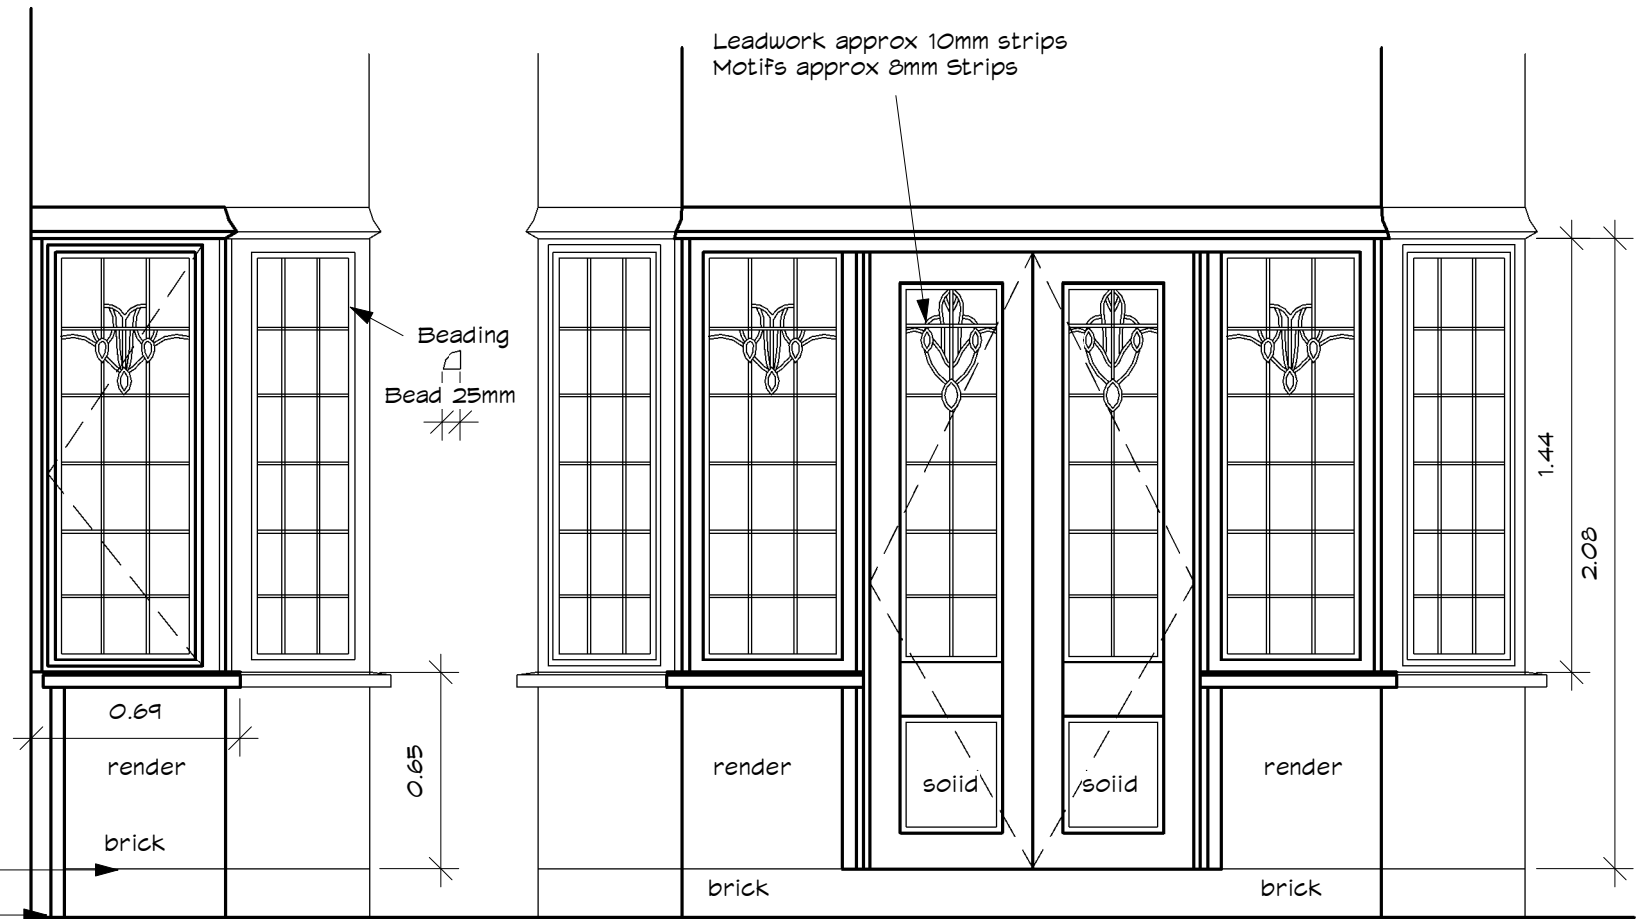 Leadwork approx 10mm strips
Motifs approx 8mm Strips
Beading
Bead 25mm
1.44
2.08
0.69
0.65
render
render
render
soiid
soiid
brick
brick
brick